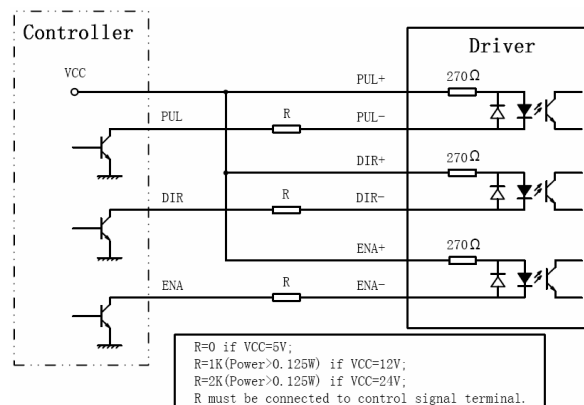 Controller
Driver
VCC
PUL+
270Ω
PUL
R
PUL-
DIR+
270Ω
DIR
R
DIR-
ENA+
270Ω
ENA
R
ENA-
R=0 if VCC=5V;
R=1K(Power>0.125W) if VCC=12V;
R=2K(Power>0.125W) if VCC=24V;
R must be connected to control signal terminal.